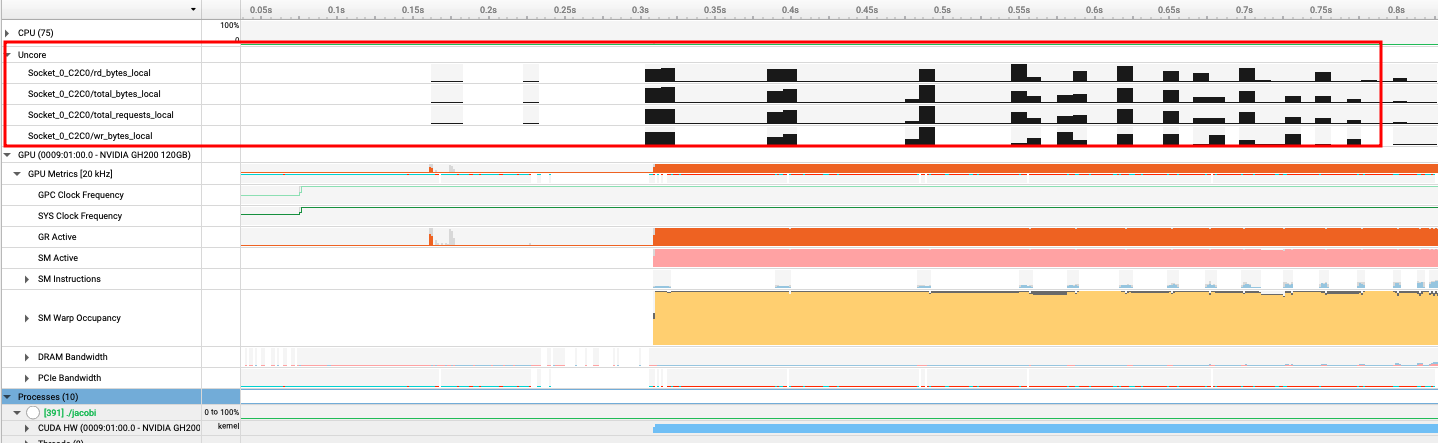 0.05s 0.1s 0.15s 0.2s 0.25s 0.3s 0.35s 0.4s 0.45s 0.5s 0.55s 0.6s 0.65s 0.7s 0.75s 0.8s
CPU (75) 100%
0
Uncore
Socket_0_C2C0/rd_bytes_local
Socket_0_C2C0/total_bytes_local
Socket_0_C2C0/total_requests_local
Socket_0_C2C0/wr_bytes_local
GPU (0009:01:00.0 - NVIDIA GH200 120GB)
GPU Metrics [20 kHz]
GPC Clock Frequency
SYS Clock Frequency
GR Active
SM Active
SM Instructions
SM Warp Occupancy
DRAM Bandwidth
PCIe Bandwidth
Processes (10)
[391] ./jacobi 0 to 100%
CUDA HW (0009:01:00.0 - NVIDIA GH200 kernel